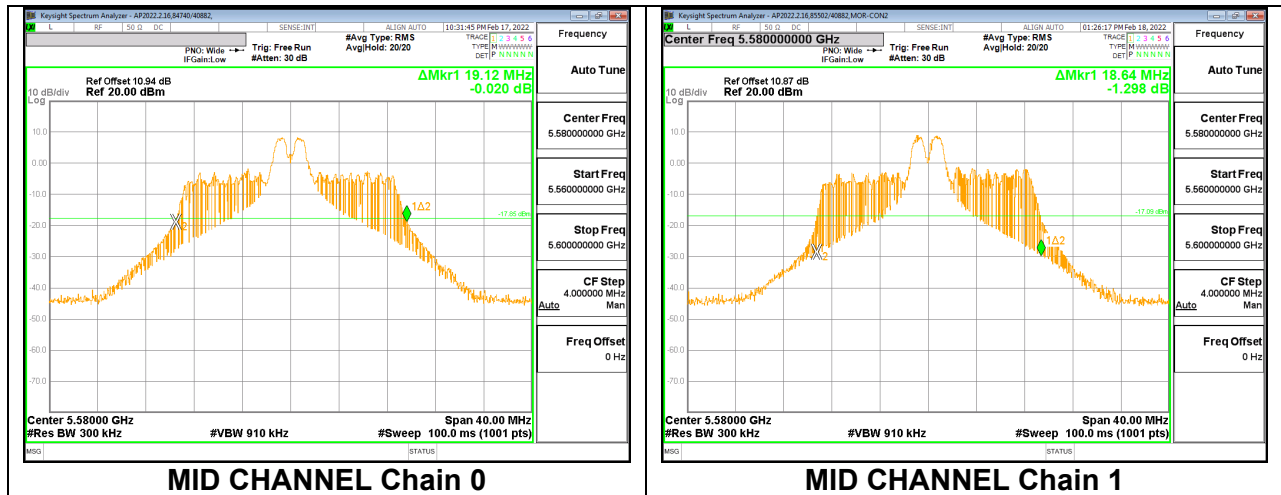 Keysight Spectrum Analyzer - AP2022.2.16,84740/40882,
L RF 50 Ω DC SENSE:INT ALIGN AUTO 10:31:45 PM Feb 17, 2022
#Avg Type: RMS TRACE 1 2 3 4 5 6
PNO: Wide Trig: Free Run Avg|Hold: 20/20 TYPE M WWWWW
IFGain:Low #Atten: 30 dB DET P N N N N N
ΔMkr1 19.12 MHz
Ref Offset 10.94 dB
-0.020 dB
10 dB/div Ref 20.00 dBm
Log
10.0
0.00
-10.0
-20.0
-30.0
-40.0
-50.0
-60.0
-70.0
1Δ2
2
-17.85 dBm
Center 5.58000 GHz Span 40.00 MHz
#Res BW 300 kHz #VBW 910 kHz #Sweep 100.0 ms (1001 pts)
MSG STATUS
Frequency
Auto Tune
Center Freq
5.580000000 GHz
Start Freq
5.560000000 GHz
Stop Freq
5.600000000 GHz
CF Step
4.000000 MHz
Auto Man
Freq Offset
0 Hz
MID CHANNEL Chain 0
Keysight Spectrum Analyzer - AP2022.2.16,85502/40882,MOR-CON2
L RF 50 Ω DC SENSE:INT ALIGN AUTO 01:26:17 PM Feb 18, 2022
Center Freq 5.580000000 GHz #Avg Type: RMS TRACE 1 2 3 4 5 6
PNO: Wide Trig: Free Run Avg|Hold: 20/20 TYPE M WWWWW
IFGain:Low #Atten: 30 dB DET P N N N N N
ΔMkr1 18.64 MHz
Ref Offset 10.87 dB
-1.298 dB
10 dB/div Ref 20.00 dBm
Log
10.0
0.00
-10.0
-20.0
-30.0
-40.0
-50.0
-60.0
-70.0
-17.09 dBm
1Δ2
2
Center 5.58000 GHz Span 40.00 MHz
#Res BW 300 kHz #VBW 910 kHz #Sweep 100.0 ms (1001 pts)
MSG STATUS
Frequency
Auto Tune
Center Freq
5.580000000 GHz
Start Freq
5.560000000 GHz
Stop Freq
5.600000000 GHz
CF Step
4.000000 MHz
Auto Man
Freq Offset
0 Hz
MID CHANNEL Chain 1